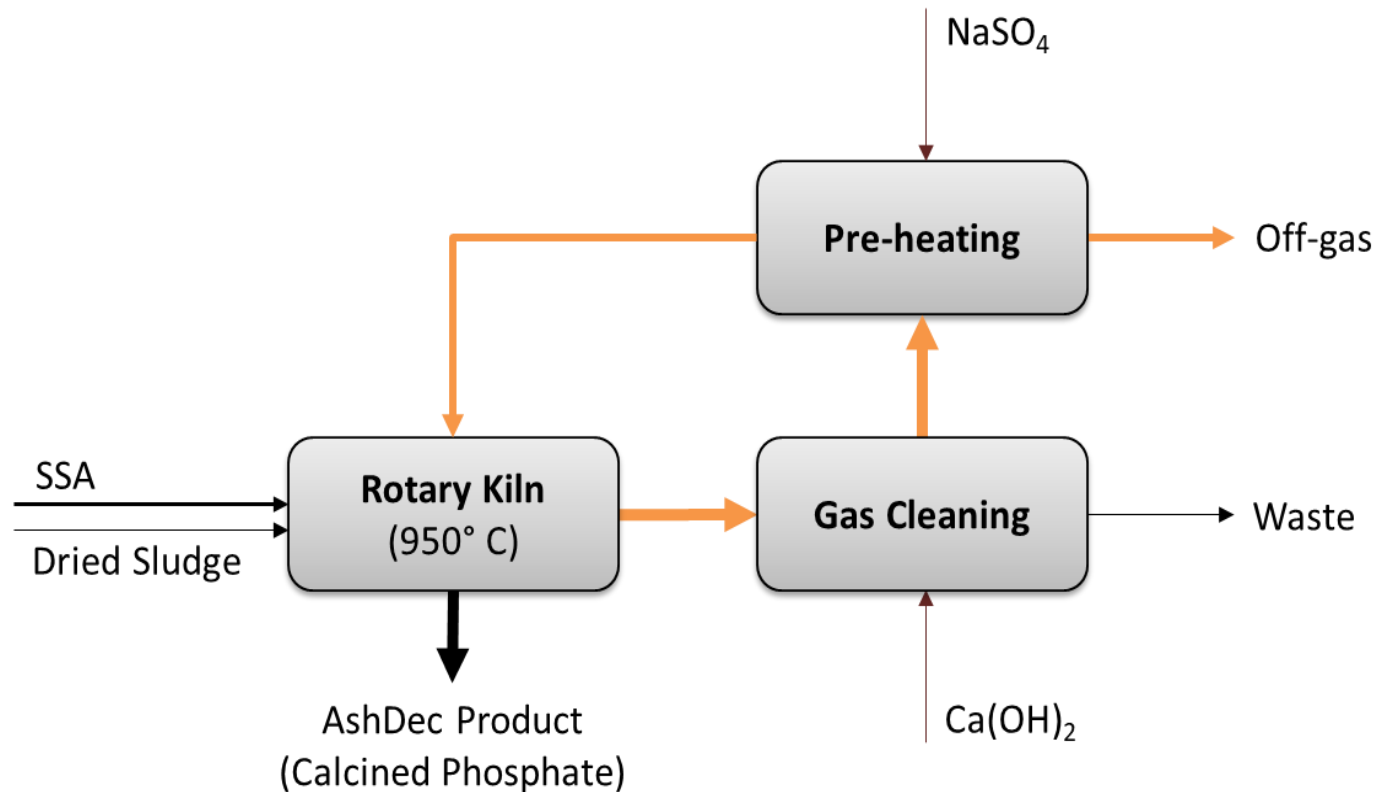 NaSO₄
Pre-heating
Off-gas
SSA
Dried Sludge
Rotary Kiln
(950° C)
Gas Cleaning
Waste
AshDec Product
(Calcined Phosphate)
Ca(OH)₂